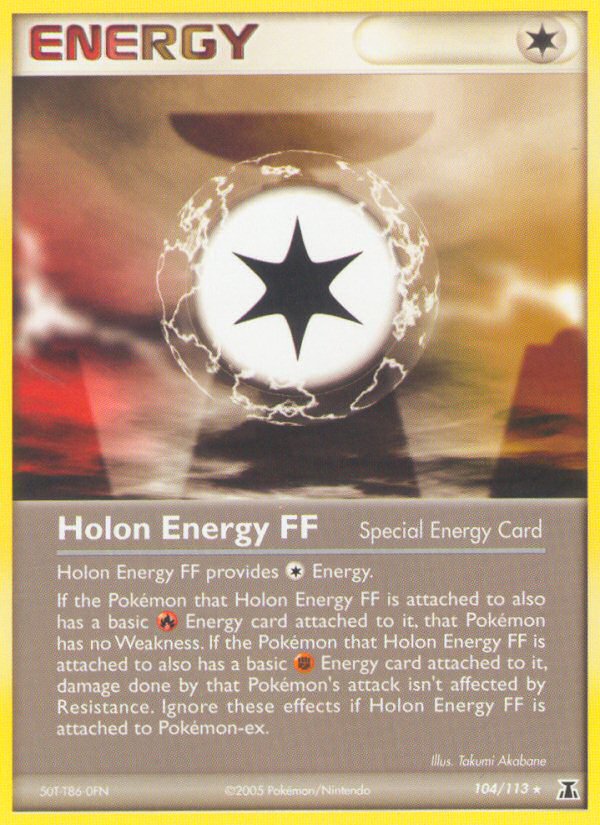 ENERGY
Holon Energy FF Special Energy Card
Holon Energy FF provides Energy.
If the Pokémon that Holon Energy FF is attached to also
has a basic Energy card attached to it, that Pokémon
has no Weakness. If the Pokémon that Holon Energy FF is
attached to also has a basic Energy card attached to it,
damage done by that Pokémon's attack isn't affected by
Resistance. Ignore these effects if Holon Energy FF is
attached to Pokémon-ex.
Illus. Takumi Akabane
50T-T86-0FN ©2005 Pokémon/Nintendo 104/113 ★